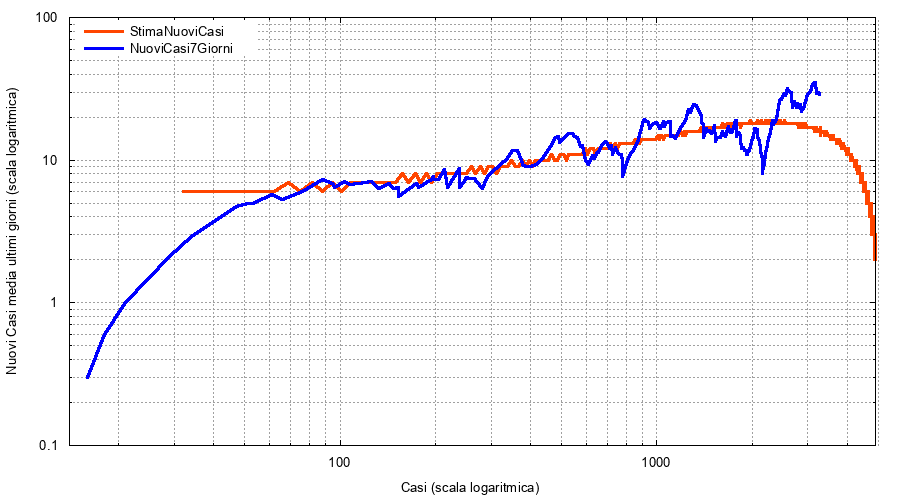 100
StimaNuoviCasi
NuoviCasi7Giorni
10
1
0.1
Nuovi Casi media ultimi giorni (scala logaritmica)
100
1000
Casi (scala logaritmica)